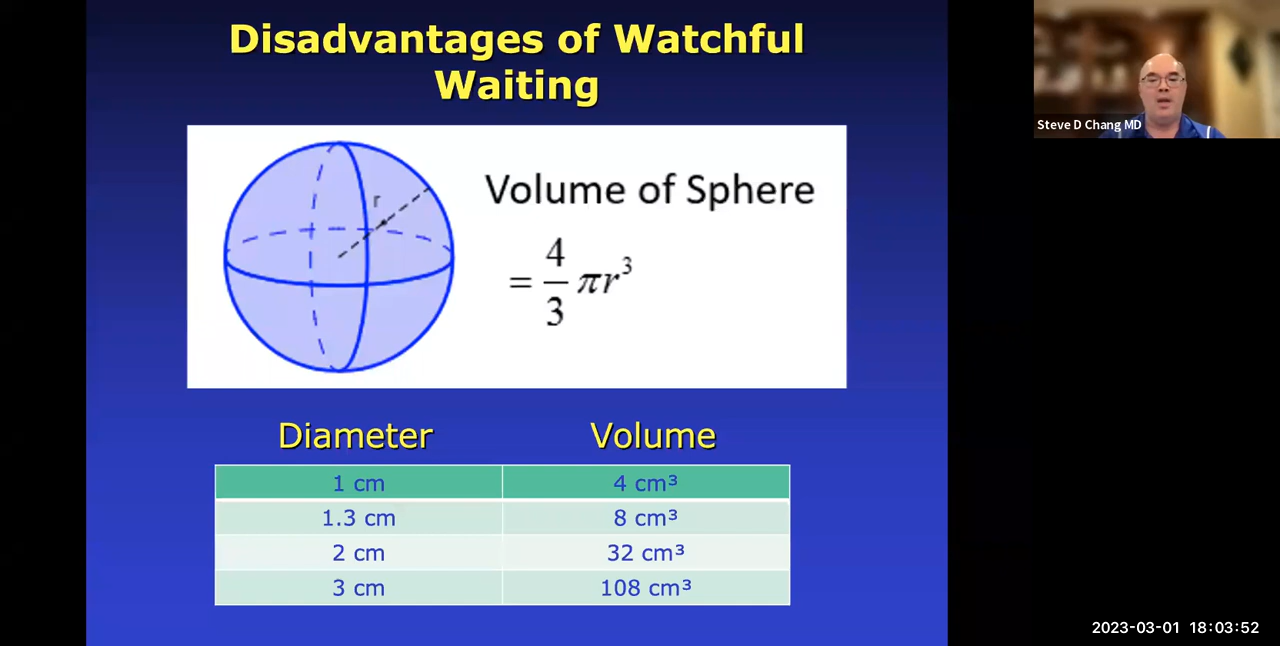 Disadvantages of Watchful
Waiting
Steve D Chang MD
r
Volume of Sphere
= 4/3 πr³
Diameter Volume
1 cm 4 cm³
1.3 cm 8 cm³
2 cm 32 cm³
3 cm 108 cm³
2023-03-01 18:03:52